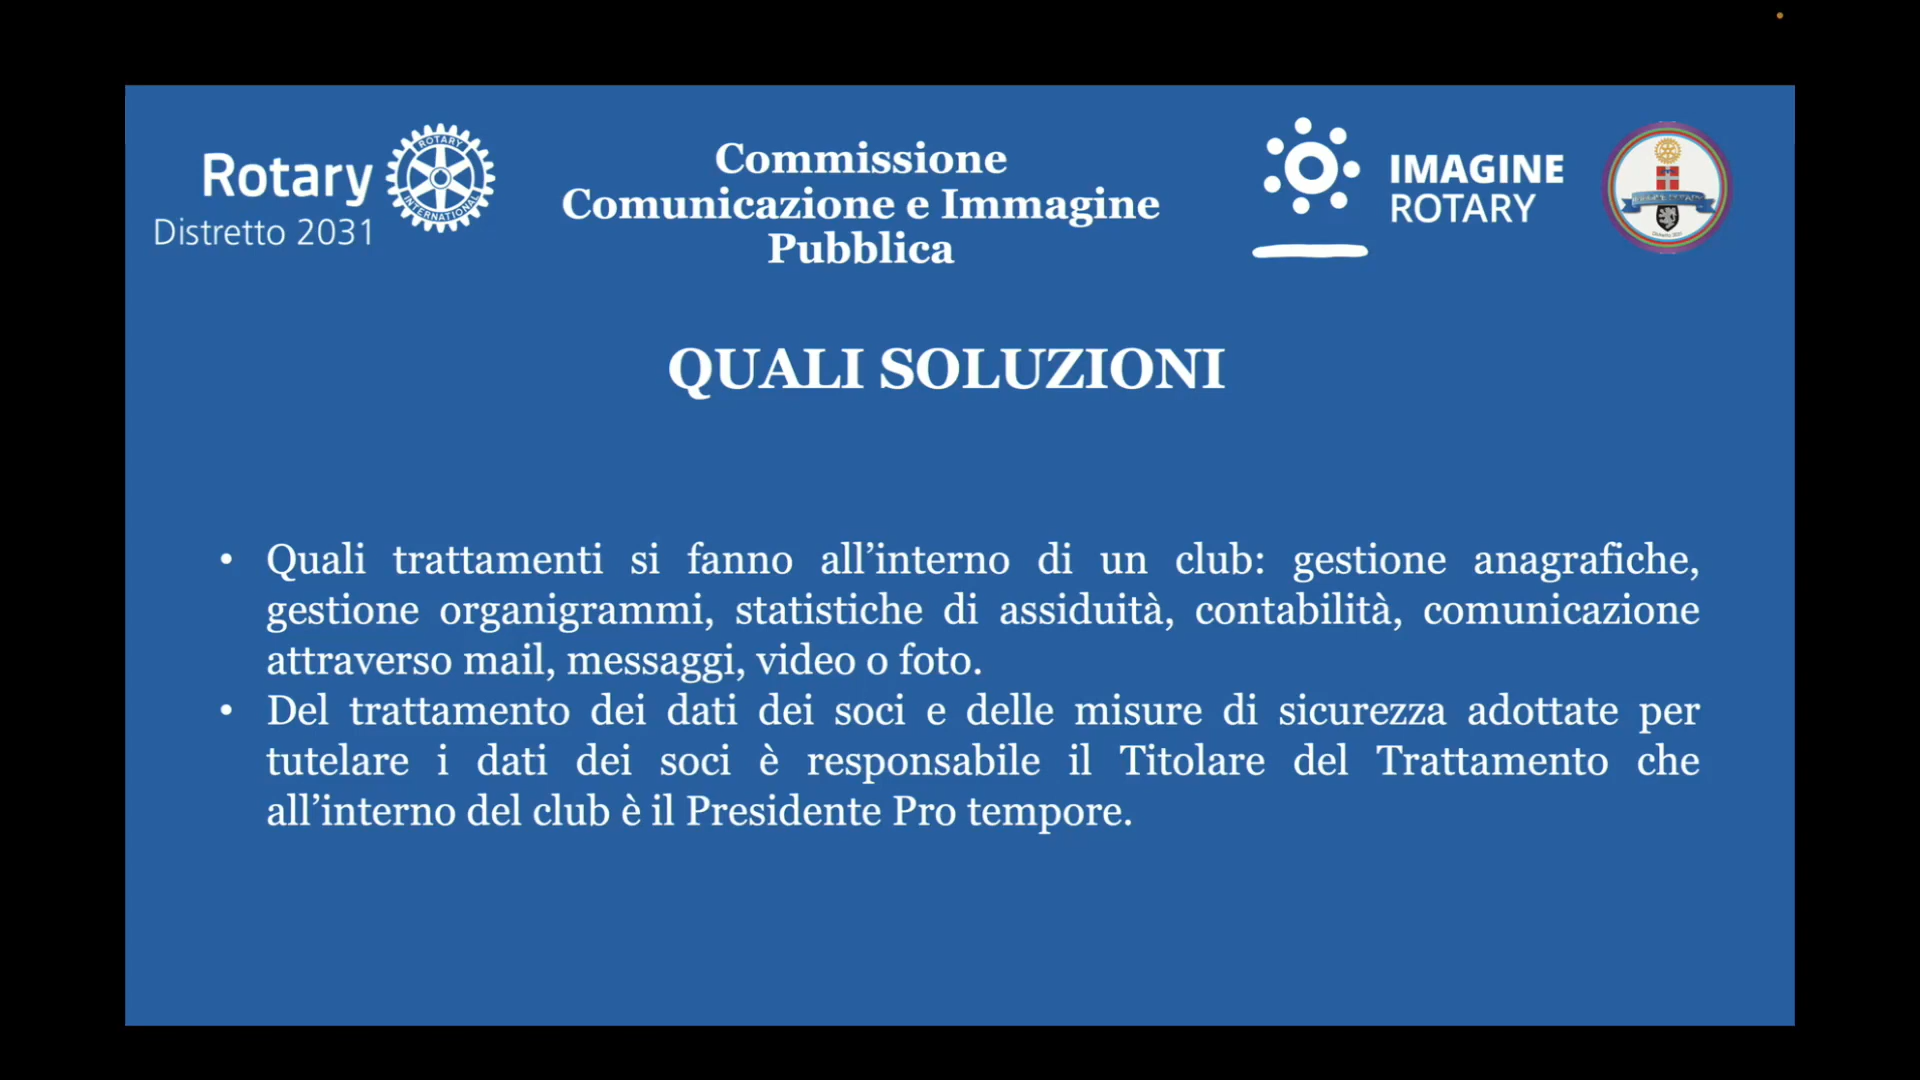 Rotary
Distretto 2031
ROTARY
INTERNATIONAL
Commissione
Comunicazione e Immagine
Pubblica
IMAGINE
ROTARY
QUALI SOLUZIONI
• Quali trattamenti si fanno all’interno di un club: gestione anagrafiche,
gestione organigrammi, statistiche di assiduità, contabilità, comunicazione
attraverso mail, messaggi, video o foto.
• Del trattamento dei dati dei soci e delle misure di sicurezza adottate per
tutelare i dati dei soci è responsabile il Titolare del Trattamento che
all’interno del club è il Presidente Pro tempore.